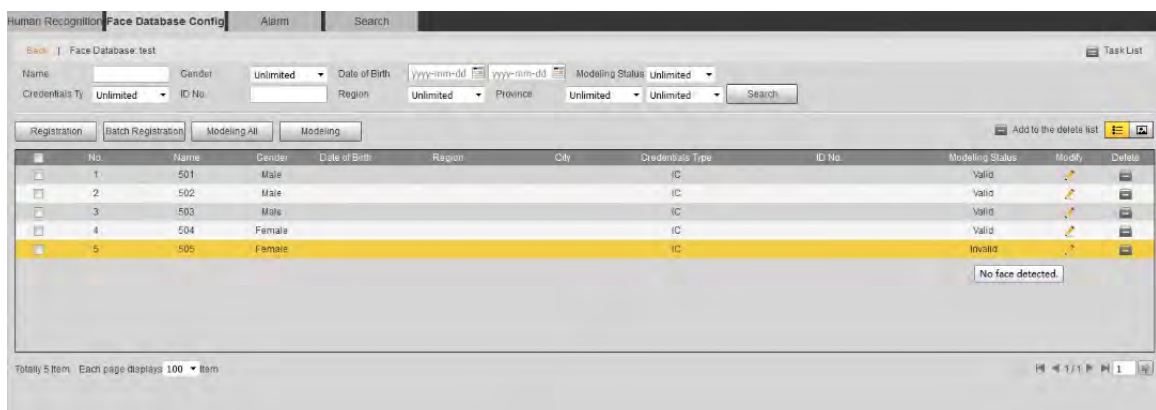 Human Recognition Face Database Config Alarm Search
Back | Face Database: test Task List
Name Gender Unlimited Date of Birth yyyy-mm-dd yyyy-mm-dd Modeling Status Unlimited
Credentials Ty Unlimited ID No. Region Unlimited Province Unlimited Unlimited Search
Registration Batch Registration Modeling All Modeling Add to the delete list
No. Name Gender Date of Birth Region City Credentials Type ID No. Modeling Status Modify Delete
1 501 Male IC Valid
2 502 Male IC Valid
3 503 Male IC Valid
4 504 Female IC Valid
5 505 Female IC Invalid
No face detected.
Totally 5 Item Each page displays 100 Item 1/1 1